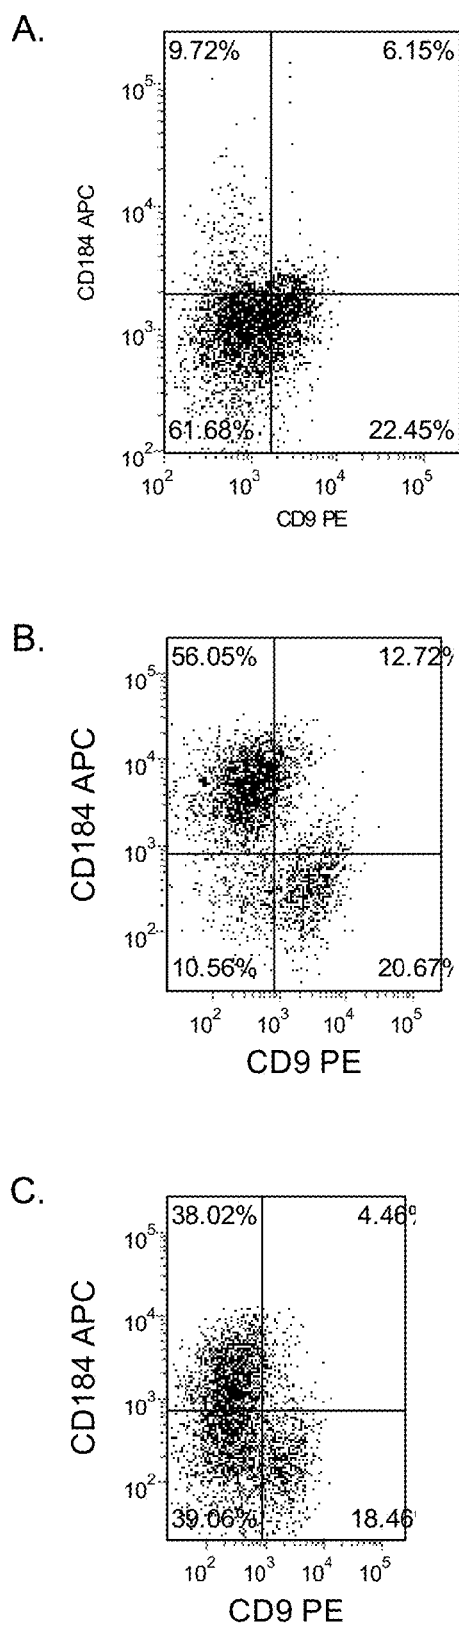 A.
9.72% 6.15%
10⁵
10⁴
10³
10²
CD184 APC
61.68% 22.45%
10² 10³ 10⁴ 10⁵
CD9 PE
B.
56.05% 12.72%
10⁵
10⁴
10³
10²
CD184 APC
10.56% 20.67%
10² 10³ 10⁴ 10⁵
CD9 PE
C.
38.02% 4.46%
10⁵
10⁴
10³
10²
CD184 APC
39.06% 18.46
10² 10³ 10⁴ 10⁵
CD9 PE